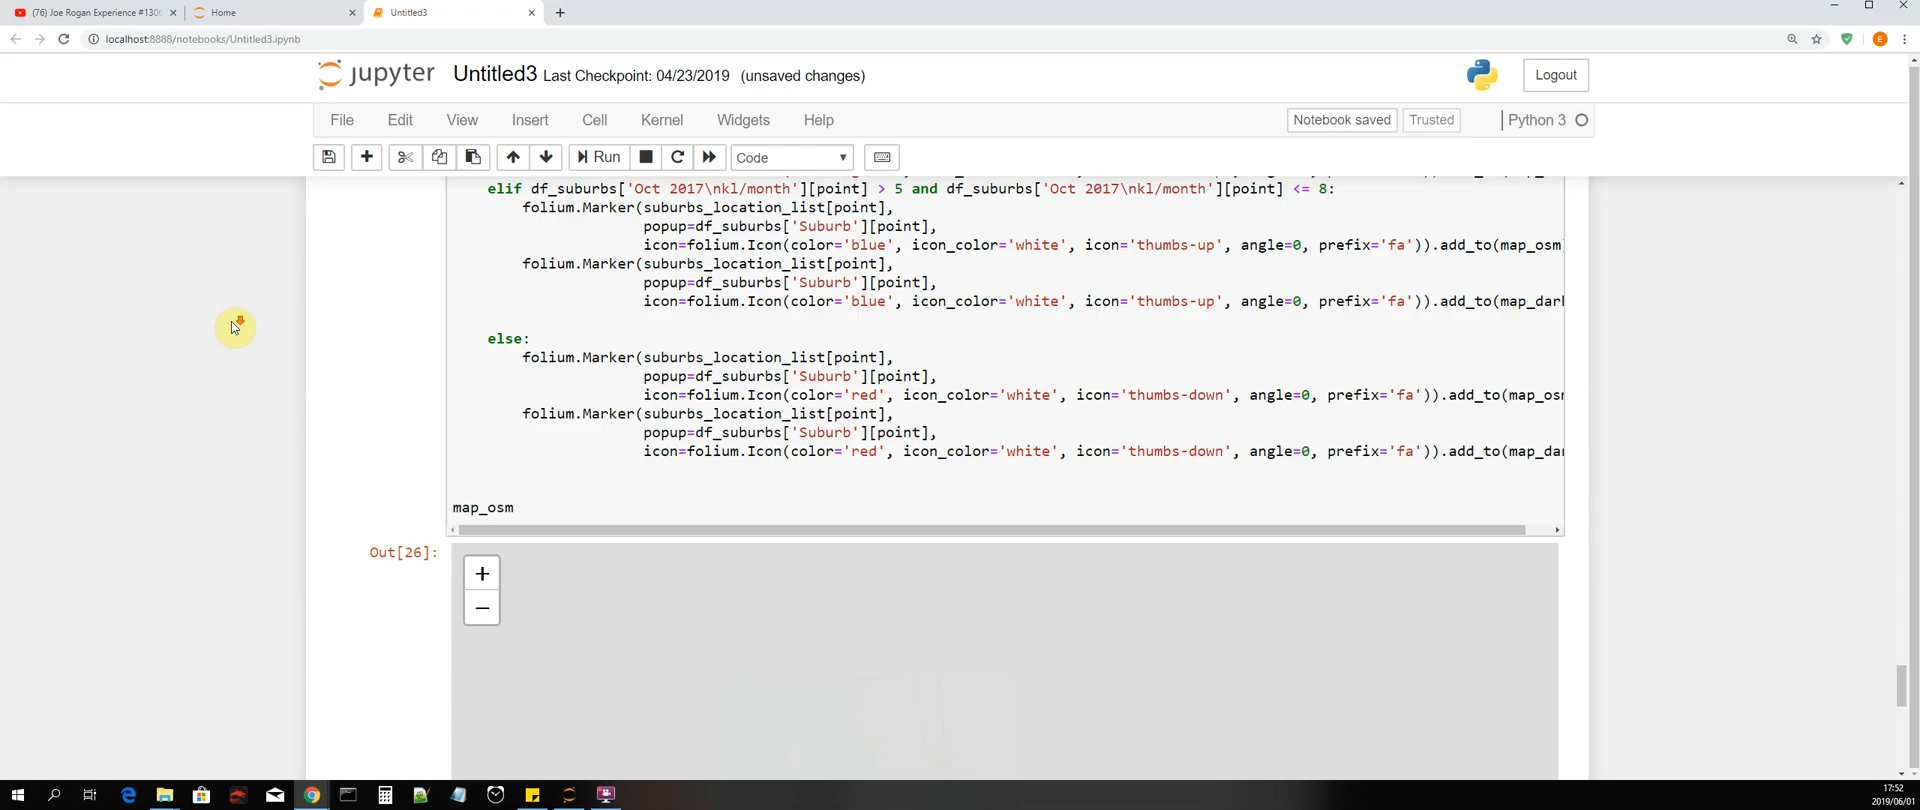 (76) Joe Rogan Experience #1306
Home
Untitled3
localhost:8888/notebooks/Untitled3.ipynb
E
jupyter
Untitled3 Last Checkpoint: 04/23/2019 (unsaved changes)
Logout
File Edit View Insert Cell Kernel Widgets Help
Notebook saved Trusted Python 3
Run Code
elif df_suburbs['Oct 2017\nkl/month'][point] > 5 and df_suburbs['Oct 2017\nkl/month'][point] <= 8:
folium.Marker(suburbs_location_list[point],
popup=df_suburbs['Suburb'][point],
icon=folium.Icon(color='blue', icon_color='white', icon='thumbs-up', angle=0, prefix='fa')).add_to(map_osm
folium.Marker(suburbs_location_list[point],
popup=df_suburbs['Suburb'][point],
icon=folium.Icon(color='blue', icon_color='white', icon='thumbs-up', angle=0, prefix='fa')).add_to(map_dar
else:
folium.Marker(suburbs_location_list[point],
popup=df_suburbs['Suburb'][point],
icon=folium.Icon(color='red', icon_color='white', icon='thumbs-down', angle=0, prefix='fa')).add_to(map_os
folium.Marker(suburbs_location_list[point],
popup=df_suburbs['Suburb'][point],
icon=folium.Icon(color='red', icon_color='white', icon='thumbs-down', angle=0, prefix='fa')).add_to(map_da
map_osm
Out[26]:
+
−
17:52
2019/06/01